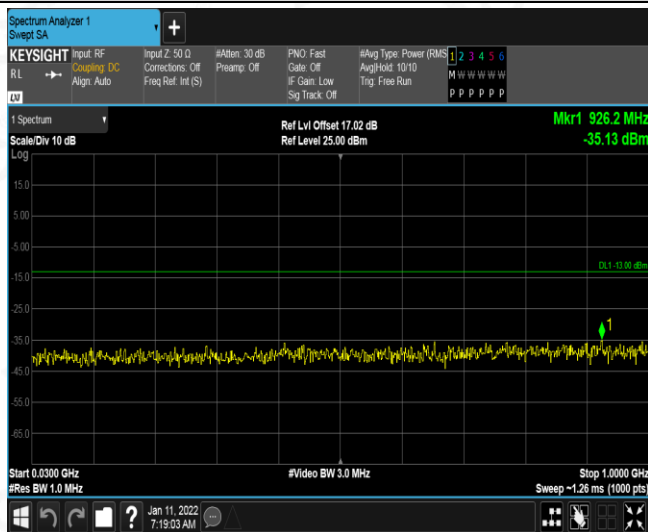 Spectrum Analyzer 1
Swept SA
+
KEYSIGHT
RL
LXI
Input: RF
Coupling: DC
Align: Auto
Input Z: 50 Ω
Corrections: Off
Freq Ref: Int (S)
#Atten: 30 dB
Preamp: Off
PNO: Fast
Gate: Off
IF Gain: Low
Sig Track: Off
#Avg Type: Power (RMS
Avg|Hold: 10/10
Trig: Free Run
1 2 3 4 5 6
M W W W W W
P P P P P P
1 Spectrum
Scale/Div 10 dB
Ref Lvl Offset 17.02 dB
Ref Level 25.00 dBm
Mkr1 926.2 MHz
-35.13 dBm
Log
15.0
5.00
-5.00
-15.0
-25.0
-35.0
-45.0
-55.0
-65.0
DL1 -13.00 dBm
1
Start 0.0300 GHz
#Res BW 1.0 MHz
#Video BW 3.0 MHz
Stop 1.0000 GHz
Sweep ~1.26 ms (1000 pts)
?
Jan 11, 2022
7:19:03 AM